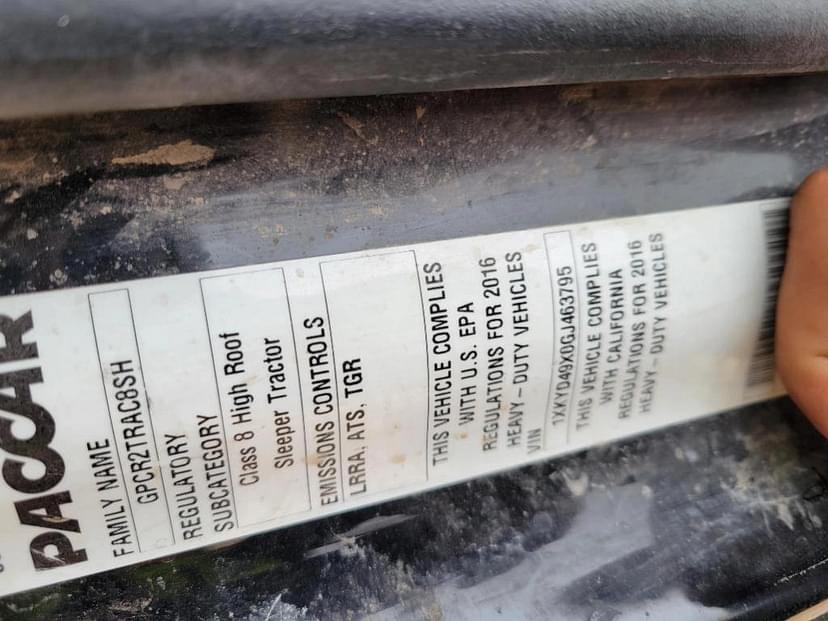 PACCAR
FAMILY NAME
GPCR2TRAC8SH
REGULATORY
SUBCATEGORY
Class 8 High Roof
Sleeper Tractor
EMISSIONS CONTROLS
LRRA, ATS, TGR
THIS VEHICLE COMPLIES
WITH U.S. EPA
REGULATIONS FOR 2016
HEAVY-DUTY VEHICLES
VIN
1XKYD49X0GJ463795
THIS VEHICLE COMPLIES
WITH CALIFORNIA
REGULATIONS FOR 2016
HEAVY-DUTY VEHICLES